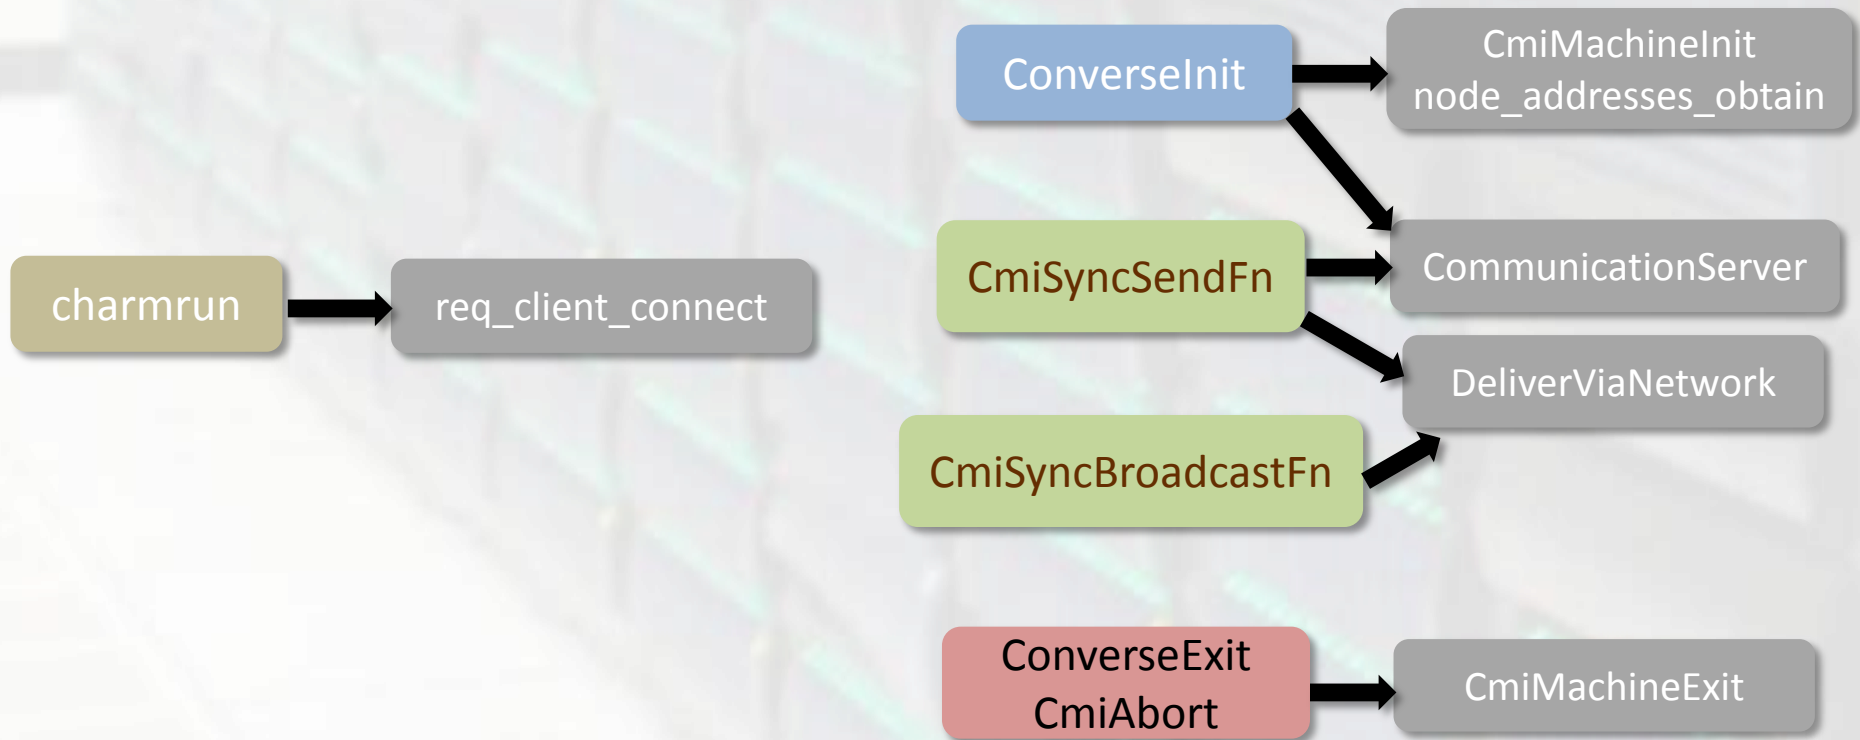 charmrun
req_client_connect
ConverseInit
CmiMachineInit
node_addresses_obtain
CmiSyncSendFn
CommunicationServer
DeliverViaNetwork
CmiSyncBroadcastFn
ConverseExit
CmiAbort
CmiMachineExit